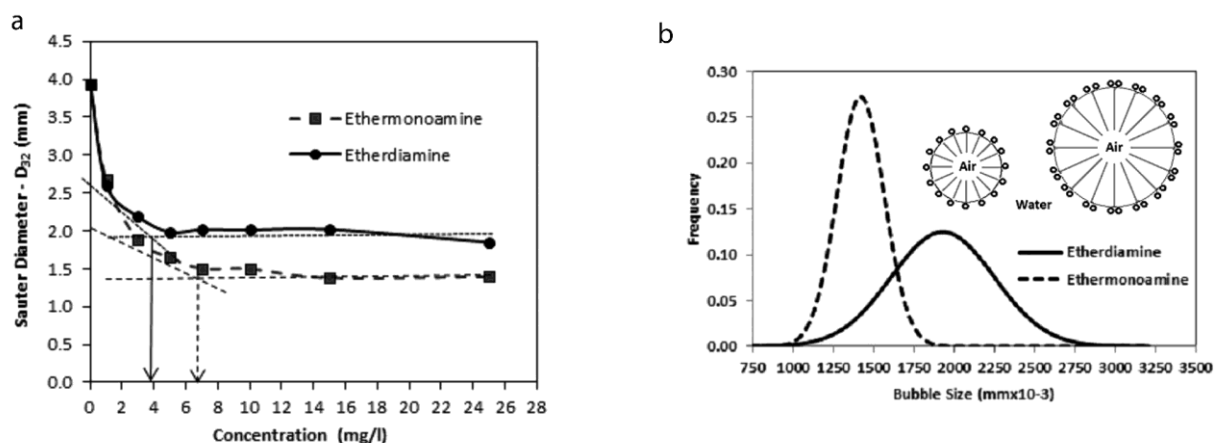 a
Sauter Diameter - D32 (mm)
4.5
4.0
3.5
3.0
2.5
2.0
1.5
1.0
0.5
0.0
Ethermonoamine
Etherdiamine
0 2 4 6 8 10 12 14 16 18 20 22 24 26 28
Concentration (mg/l)
b
Frequency
0.30
0.25
0.20
0.15
0.10
0.05
0.00
Air
Air
Water
Etherdiamine
Ethermonoamine
750 1000 1250 1500 1750 2000 2250 2500 2750 3000 3250 3500
Bubble Size (mmx10-3)